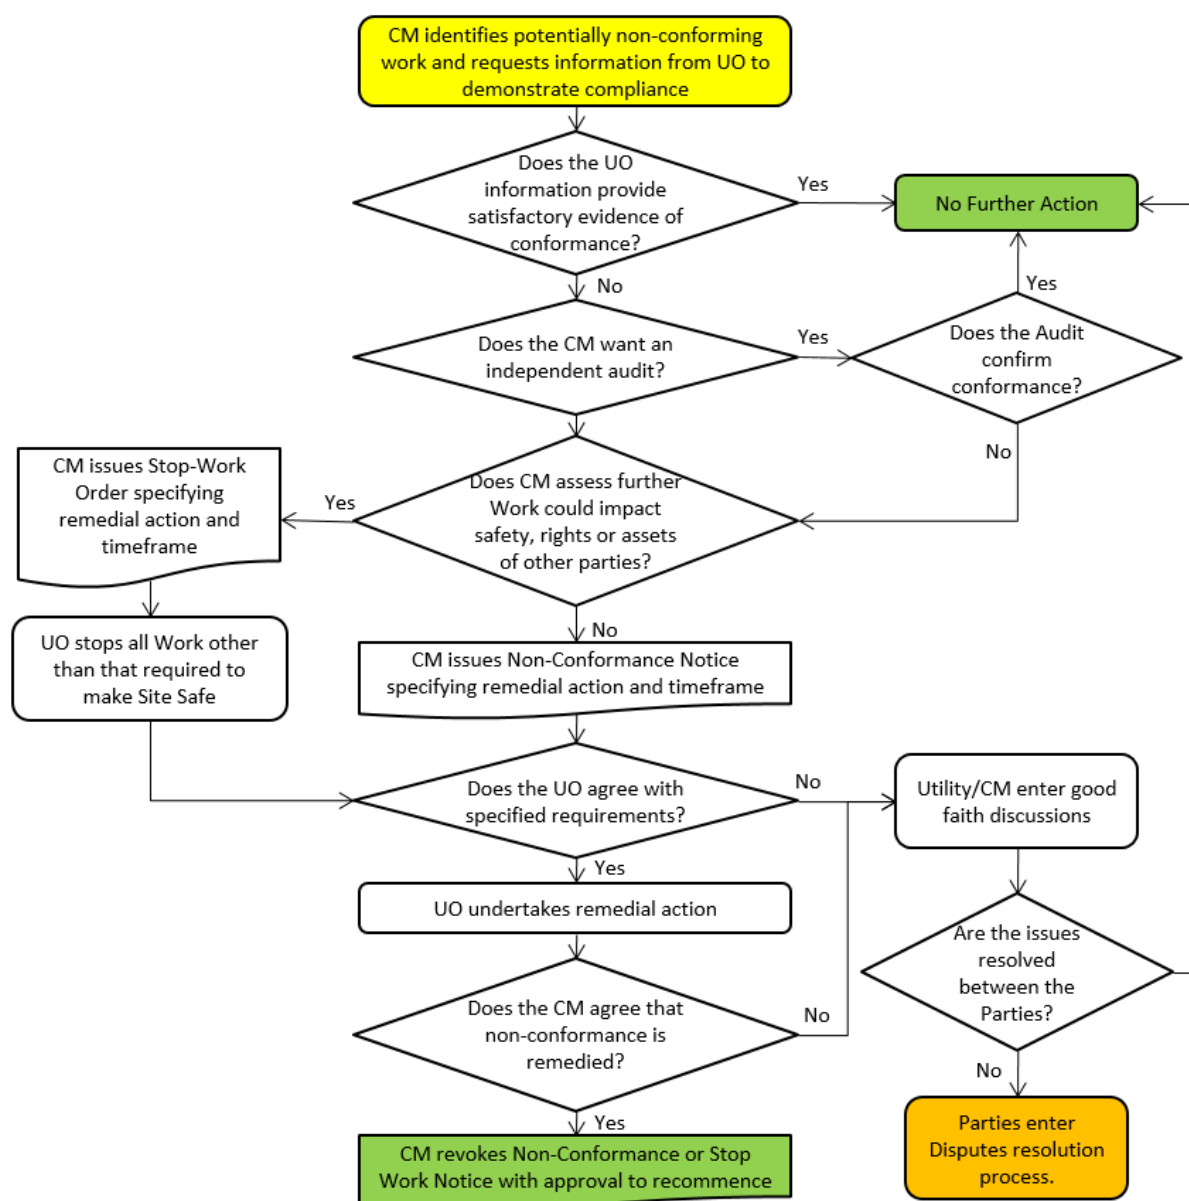 CM identifies potentially non-conforming
work and requests information from UO to
demonstrate compliance
Does the UO
information provide
satisfactory evidence of
conformance?
Yes
No Further Action
No
Yes
Does the CM want an
independent audit?
Yes
Does the Audit
confirm
conformance?
No
CM issues Stop-Work
Order specifying
remedial action and
timeframe
Yes
Does CM assess further
Work could impact
safety, rights or assets
of other parties?
No
UO stops all Work other
than that required to
make Site Safe
CM issues Non-Conformance Notice
specifying remedial action and timeframe
Does the UO agree with
specified requirements?
No
Utility/CM enter good
faith discussions
Yes
UO undertakes remedial action
Are the issues
resolved
between the
Parties?
Does the CM agree that
non-conformance is
remedied?
No
No
Yes
Parties enter
Disputes resolution
process.
CM revokes Non-Conformance or Stop
Work Notice with approval to recommence